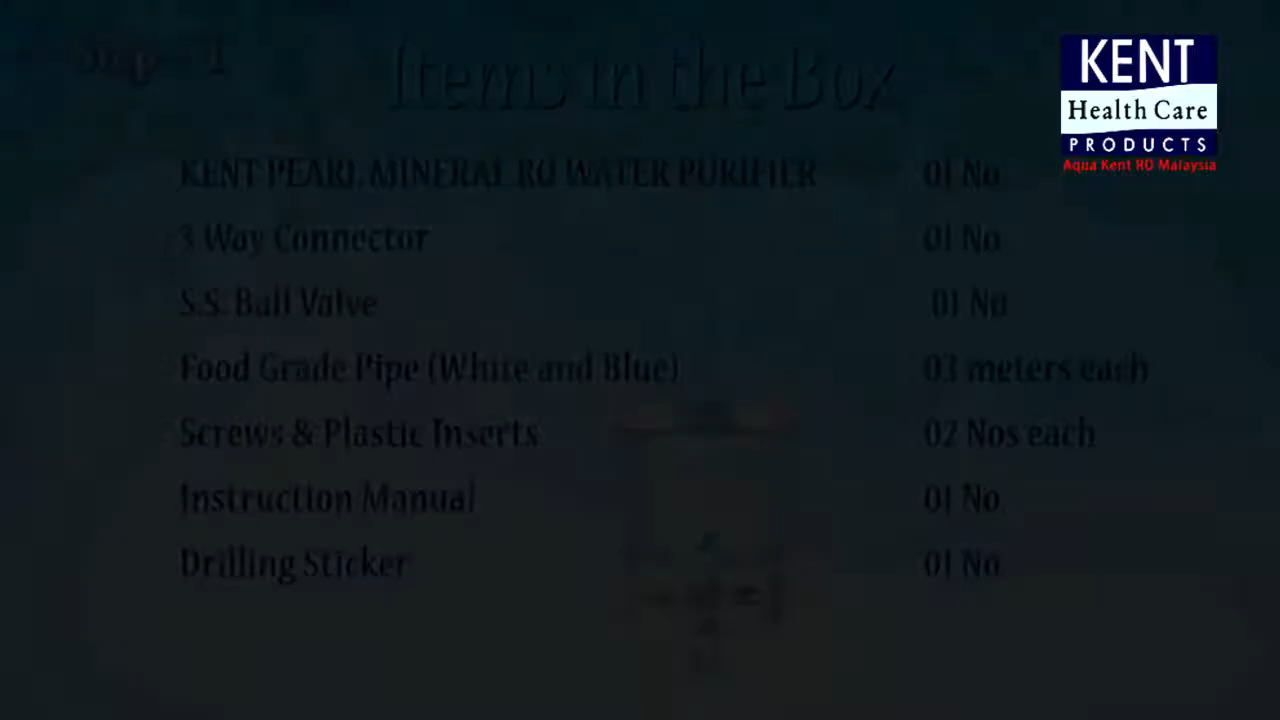 Step - 1
Items in the Box
KENT
Health Care
PRODUCTS
Aqua Kent RO Malaysia
KENT PEARL MINERAL RO WATER PURIFIER 01 No
3 Way Connector 01 No
S.S. Ball Valve 01 No
Food Grade Pipe (White and Blue) 03 meters each
Screws & Plastic Inserts 02 Nos each
Instruction Manual 01 No
Drilling Sticker 01 No